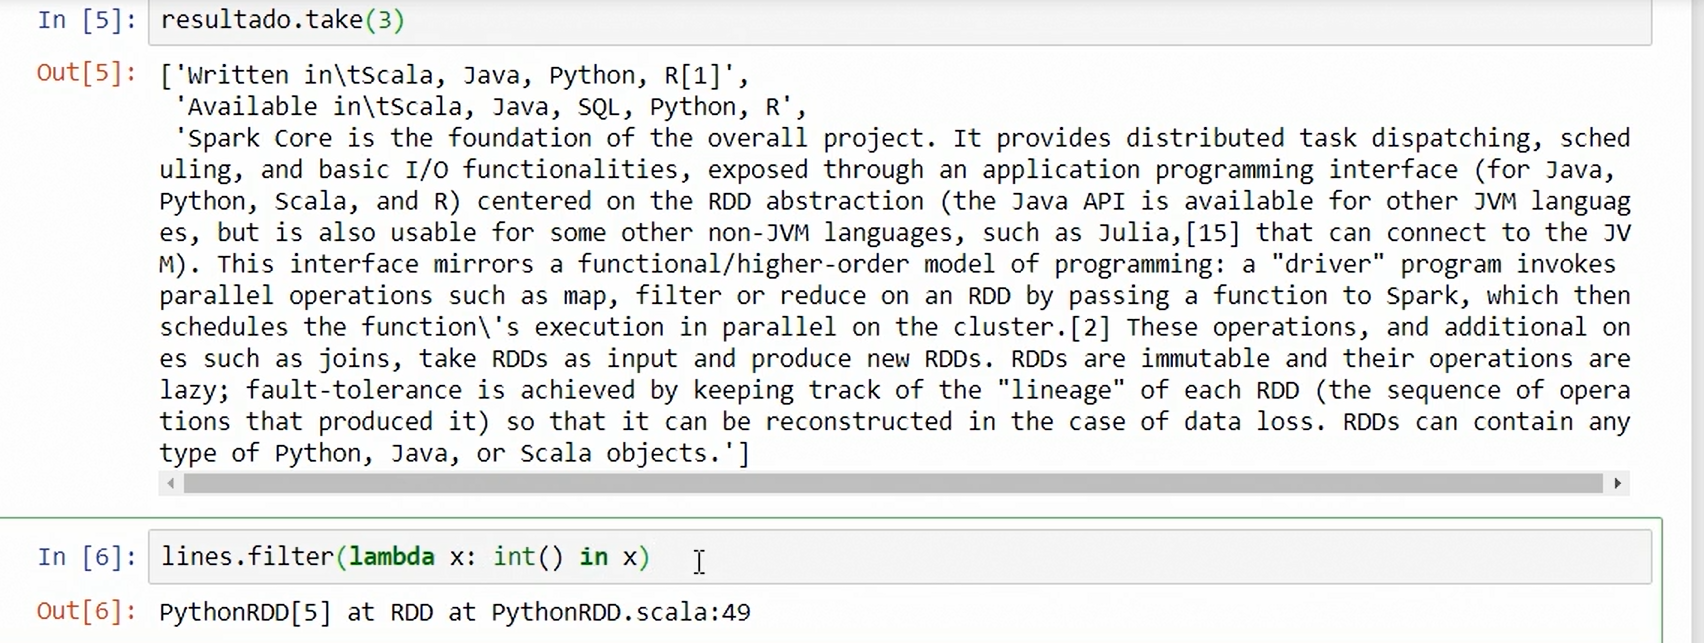 In [5]: resultado.take(3)
Out[5]: ['Written in\tScala, Java, Python, R[1]',
'Available in\tScala, Java, SQL, Python, R',
'Spark Core is the foundation of the overall project. It provides distributed task dispatching, sched
uling, and basic I/O functionalities, exposed through an application programming interface (for Java,
Python, Scala, and R) centered on the RDD abstraction (the Java API is available for other JVM languag
es, but is also usable for some other non-JVM languages, such as Julia,[15] that can connect to the JV
M). This interface mirrors a functional/higher-order model of programming: a "driver" program invokes
parallel operations such as map, filter or reduce on an RDD by passing a function to Spark, which then
schedules the function\'s execution in parallel on the cluster.[2] These operations, and additional on
es such as joins, take RDDs as input and produce new RDDs. RDDs are immutable and their operations are
lazy; fault-tolerance is achieved by keeping track of the "lineage" of each RDD (the sequence of opera
tions that produced it) so that it can be reconstructed in the case of data loss. RDDs can contain any
type of Python, Java, or Scala objects.']
In [6]: lines.filter(lambda x: int() in x)
Out[6]: PythonRDD[5] at RDD at PythonRDD.scala:49